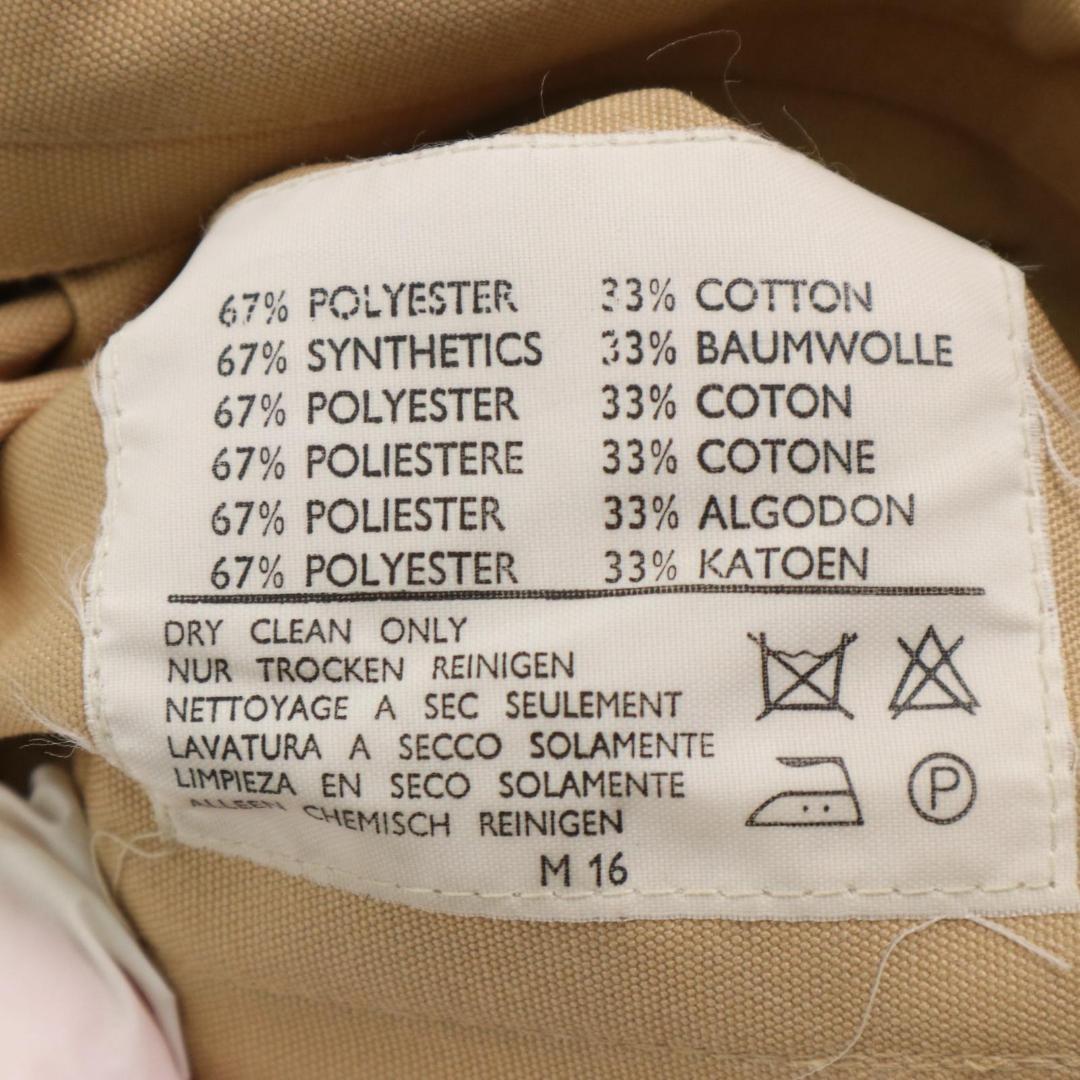 67% POLYESTER 33% COTTON
67% SYNTHETICS 33% BAUMWOLLE
67% POLYESTER 33% COTON
67% POLIESTERE 33% COTONE
67% POLIESTER 33% ALGODON
67% POLYESTER 33% KATOEN
DRY CLEAN ONLY
NUR TROCKEN REINIGEN
NETTOYAGE A SEC SEULEMENT
LAVATURA A SECCO SOLAMENTE
LIMPIEZA EN SECO SOLAMENTE
ALLEEN CHEMISCH REINIGEN
P
M 16